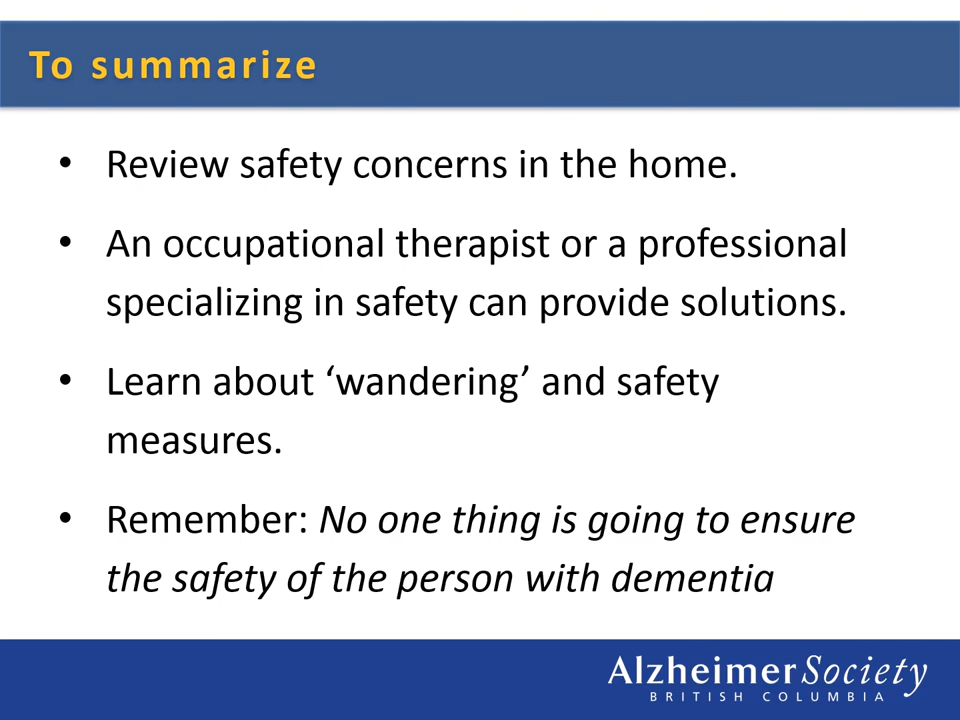 To summarize
• Review safety concerns in the home.
• An occupational therapist or a professional
specializing in safety can provide solutions.
• Learn about ‘wandering’ and safety
measures.
• Remember: No one thing is going to ensure
the safety of the person with dementia
AlzheimerSociety
BRITISH COLUMBIA